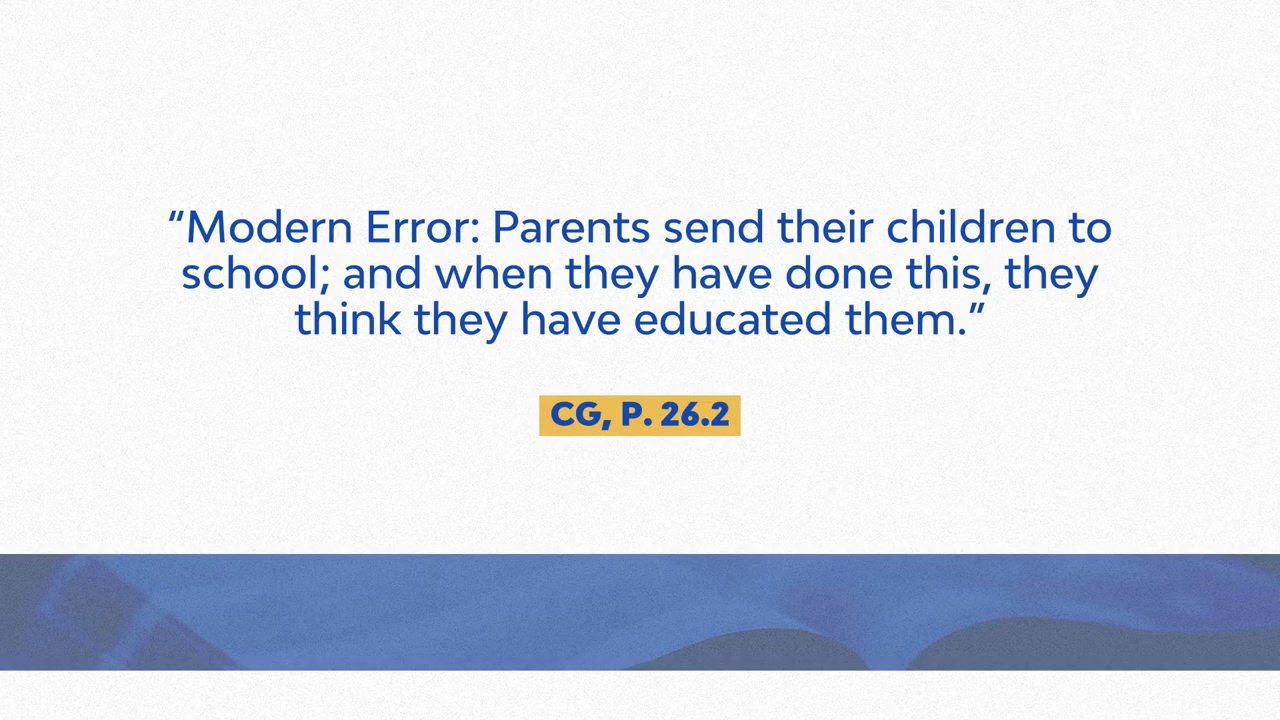 “Modern Error: Parents send their children to
school; and when they have done this, they
think they have educated them.”
CG, P. 26.2